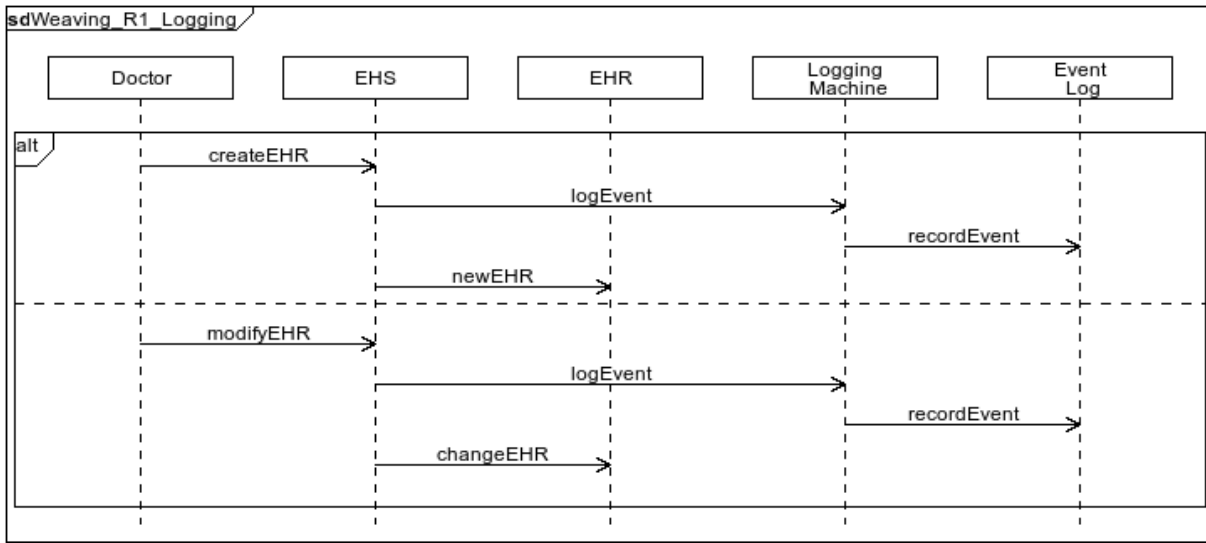 sdWeaving_R1_Logging
Doctor
EHS
EHR
Logging
Machine
Event
Log
alt
createEHR
logEvent
recordEvent
newEHR
modifyEHR
logEvent
recordEvent
changeEHR